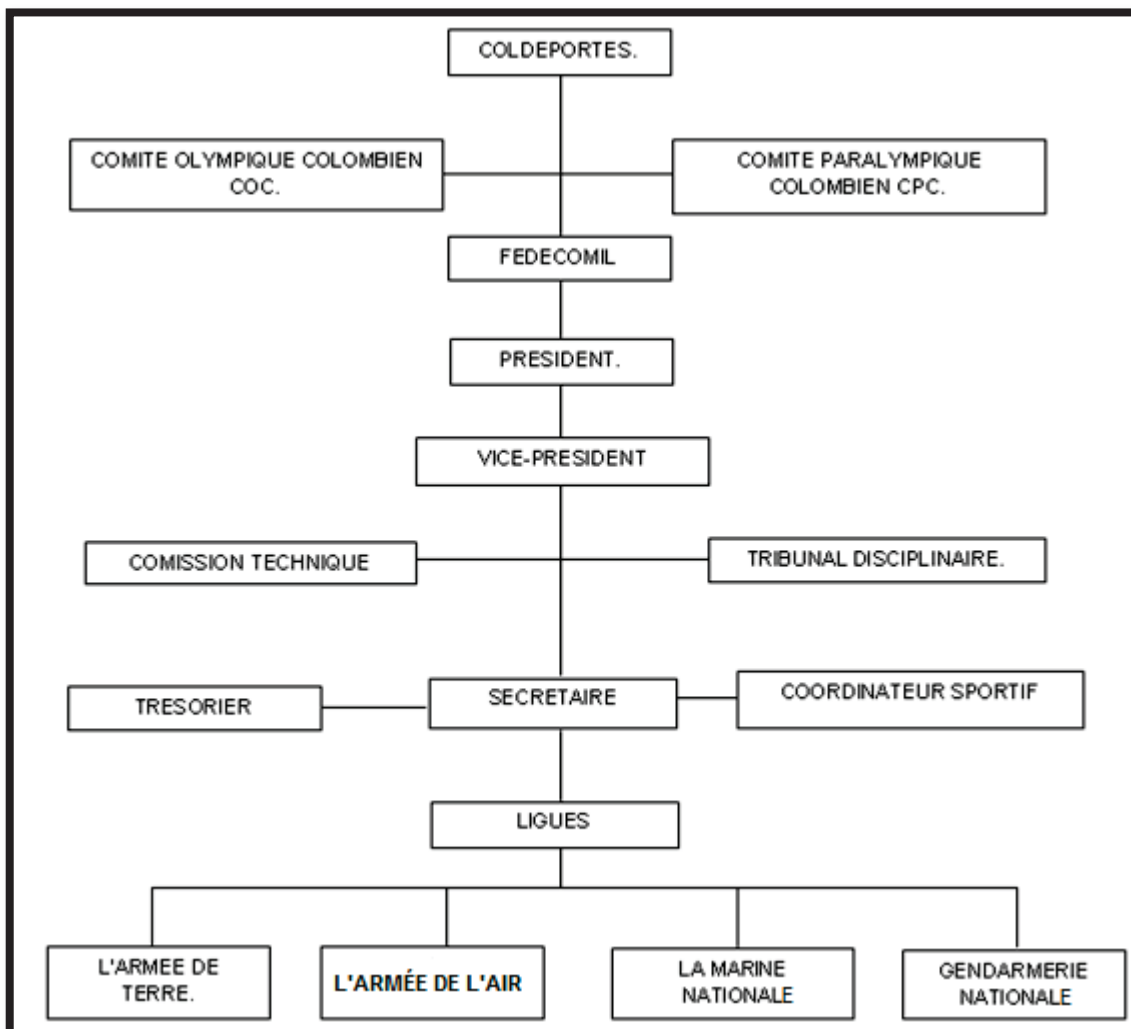 COLDEPORTES.
COMITE OLYMPIQUE COLOMBIEN
COC.
COMITE PARALYMPIQUE
COLOMBIEN CPC.
FEDECOMIL
PRESIDENT.
VICE-PRESIDENT
COMISSION TECHNIQUE
TRIBUNAL DISCIPLINAIRE.
TRESORIER
SECRETAIRE
COORDINATEUR SPORTIF
LIGUES
L'ARMEE DE
TERRE.
L'ARMÉE DE L'AIR
LA MARINE
NATIONALE
GENDARMERIE
NATIONALE